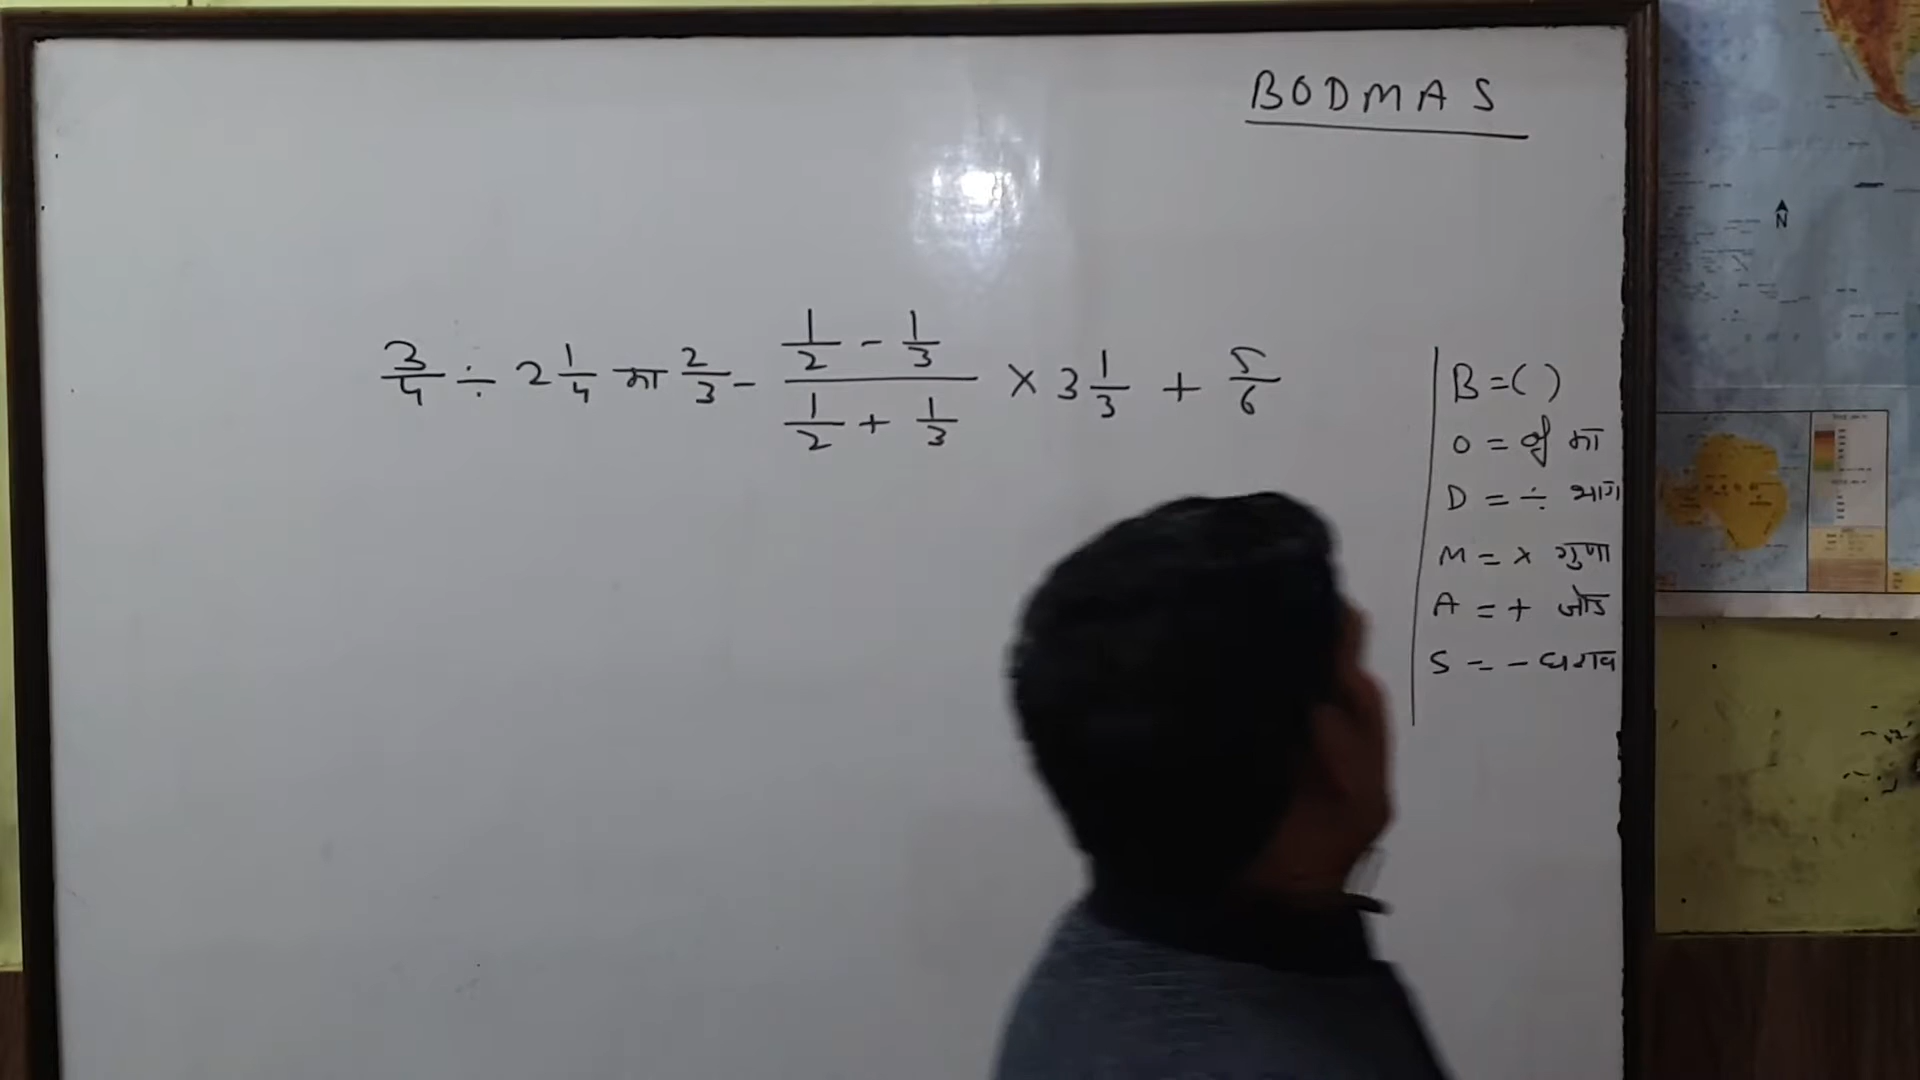 BODMAS
3/4 ÷ 2 1/4 का 2/3 - (1/2 - 1/3)/(1/2 + 1/3) × 3 1/3 + 5/6
B = ( )
O = of का
D = ÷ भाग
M = × गुणा
A = + जोड
S = - घटाव
N